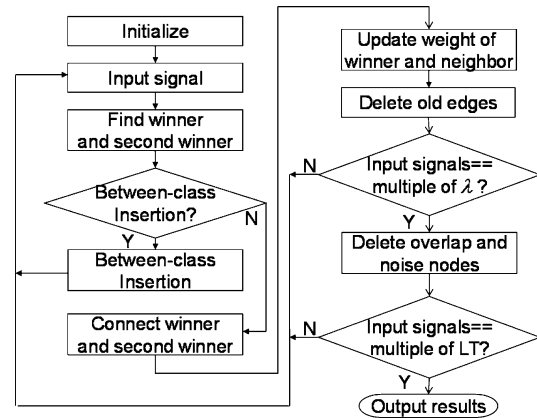 Initialize
Input signal
Find winner
and second winner
Between-class
Insertion?
N
Y
Between-class
Insertion
Connect winner
and second winner
Update weight of
winner and neighbor
Delete old edges
N
Input signals==
multiple of λ ?
Y
Delete overlap and
noise nodes
N
Input signals==
multiple of LT?
Y
Output results